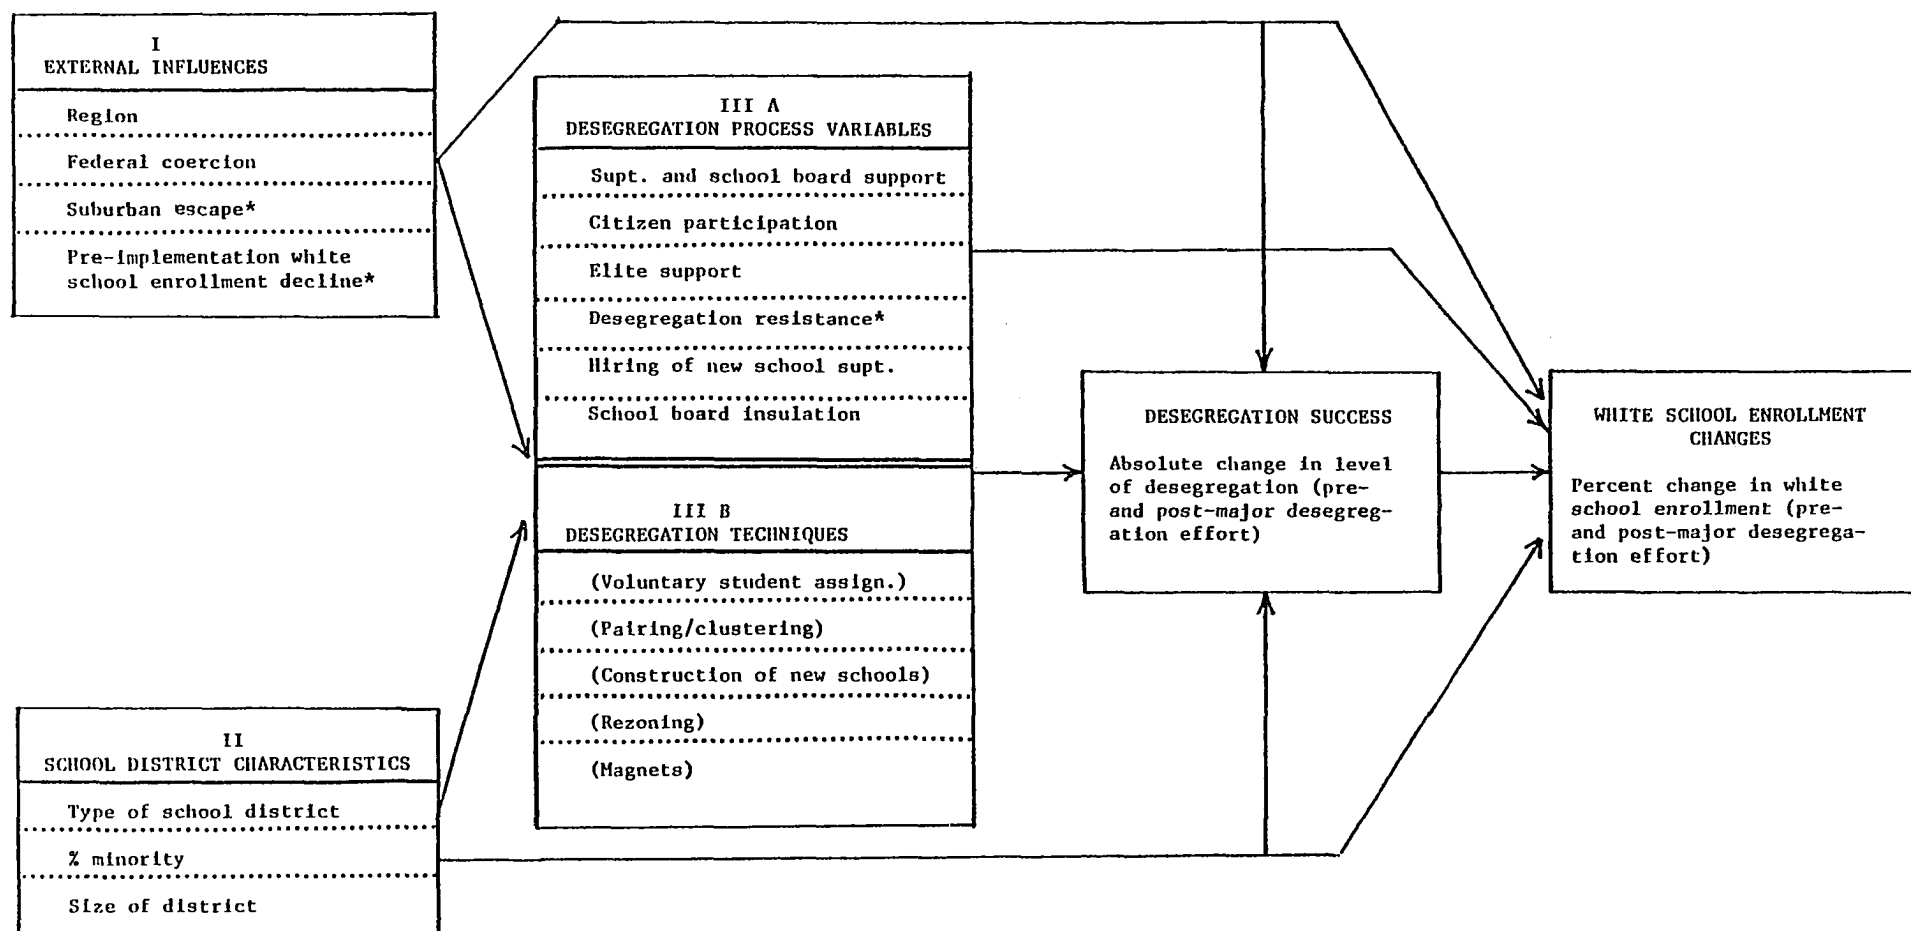 I
EXTERNAL INFLUENCES
Region
Federal coercion
Suburban escape*
Pre-implementation white
school enrollment decline*
II
SCHOOL DISTRICT CHARACTERISTICS
Type of school district
% minority
Size of district
III A
DESEGREGATION PROCESS VARIABLES
Supt. and school board support
Citizen participation
Elite support
Desegregation resistance*
Hiring of new school supt.
School board insulation
III B
DESEGREGATION TECHNIQUES
(Voluntary student assign.)
(Pairing/clustering)
(Construction of new schools)
(Rezoning)
(Magnets)
DESEGREGATION SUCCESS
Absolute change in level
of desegregation (pre-
and post-major desegreg-
ation effort)
WHITE SCHOOL ENROLLMENT
CHANGES
Percent change in white
school enrollment (pre-
and post-major desegrega-
tion effort)